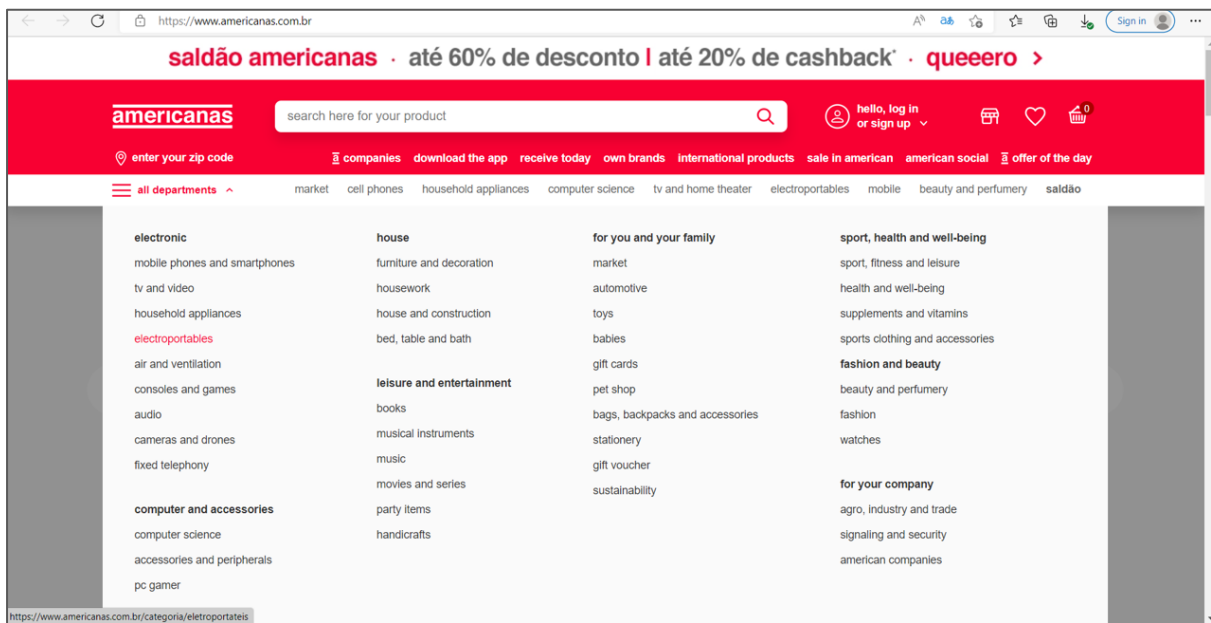 https://www.americanas.com.br
Sign in
saldão americanas · até 60% de desconto | até 20% de cashback* · queeero >
americanas
search here for your product
hello, log in
or sign up
0
enter your zip code
a companies download the app receive today own brands international products sale in american american social a offer of the day
all departments market cell phones household appliances computer science tv and home theater electroportables mobile beauty and perfumery saldão
electronic
mobile phones and smartphones
tv and video
household appliances
electroportables
air and ventilation
consoles and games
audio
cameras and drones
fixed telephony
computer and accessories
computer science
accessories and peripherals
pc gamer
house
furniture and decoration
housework
house and construction
bed, table and bath
leisure and entertainment
books
musical instruments
music
movies and series
party items
handicrafts
for you and your family
market
automotive
toys
babies
gift cards
pet shop
bags, backpacks and accessories
stationery
gift voucher
sustainability
sport, health and well-being
sport, fitness and leisure
health and well-being
supplements and vitamins
sports clothing and accessories
fashion and beauty
beauty and perfumery
fashion
watches
for your company
agro, industry and trade
signaling and security
american companies
https://www.americanas.com.br/categoria/eletroportateis